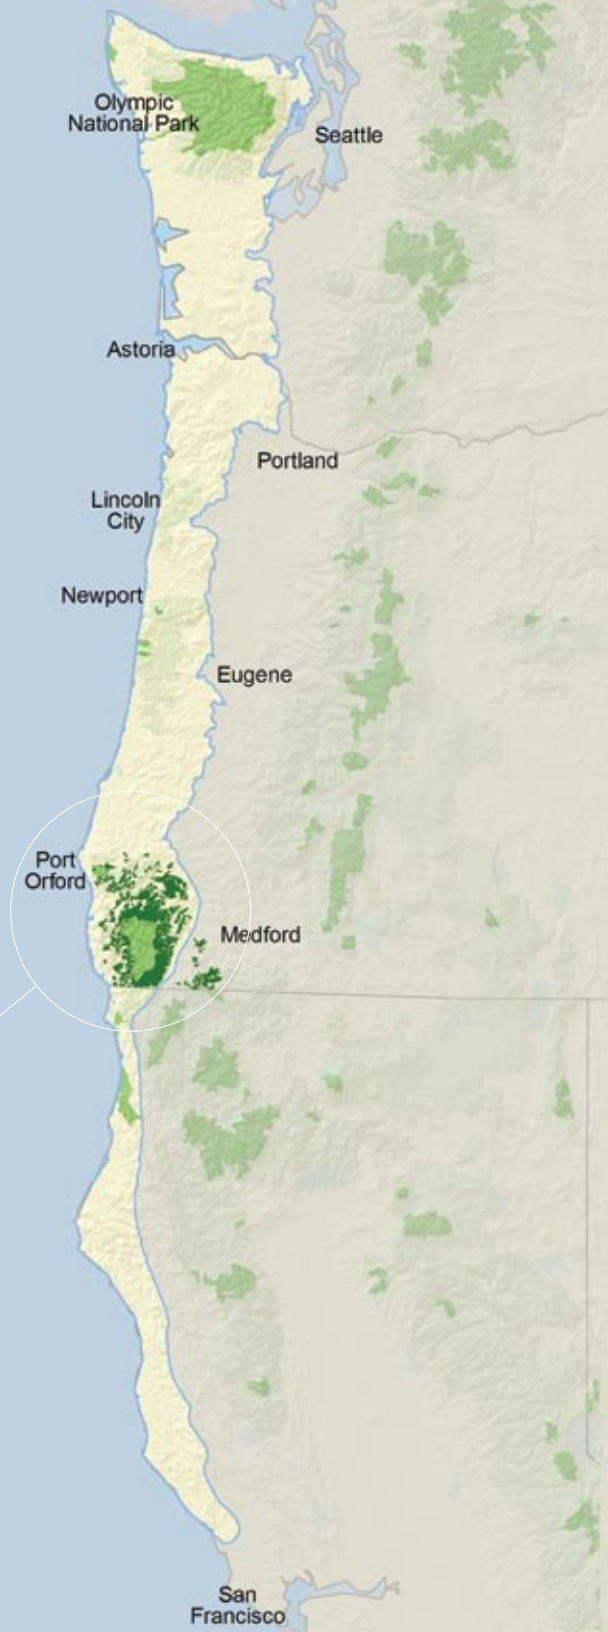 Olympic
National Park
Seattle
Astoria
Portland
Lincoln
City
Newport
Eugene
Port
Orford
Medford
San
Francisco